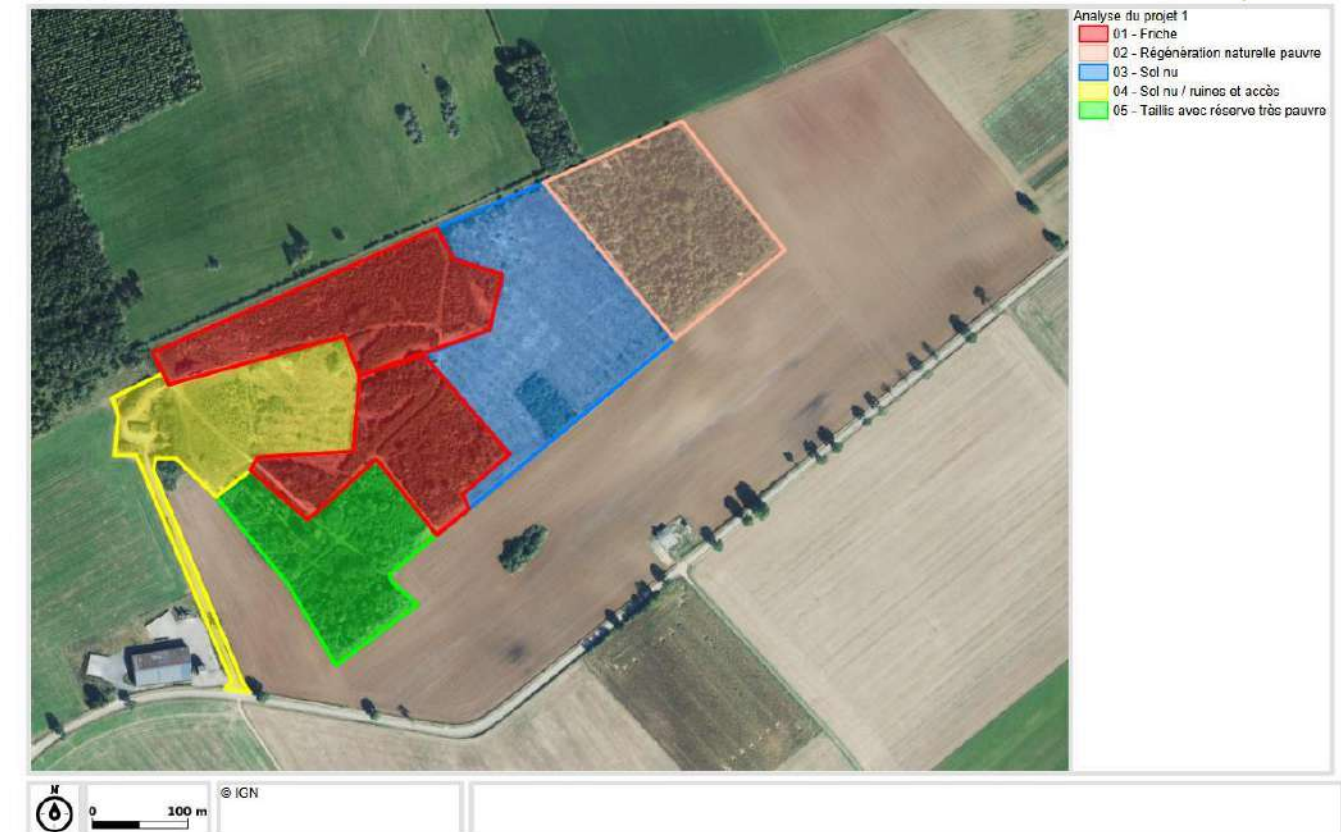 Analyse du projet 1
01 - Friche
02 - Régénération naturelle pauvre
03 - Sol nu
04 - Sol nu / ruines et accès
05 - Taillis avec réserve très pauvre
N
0 100 m
© IGN